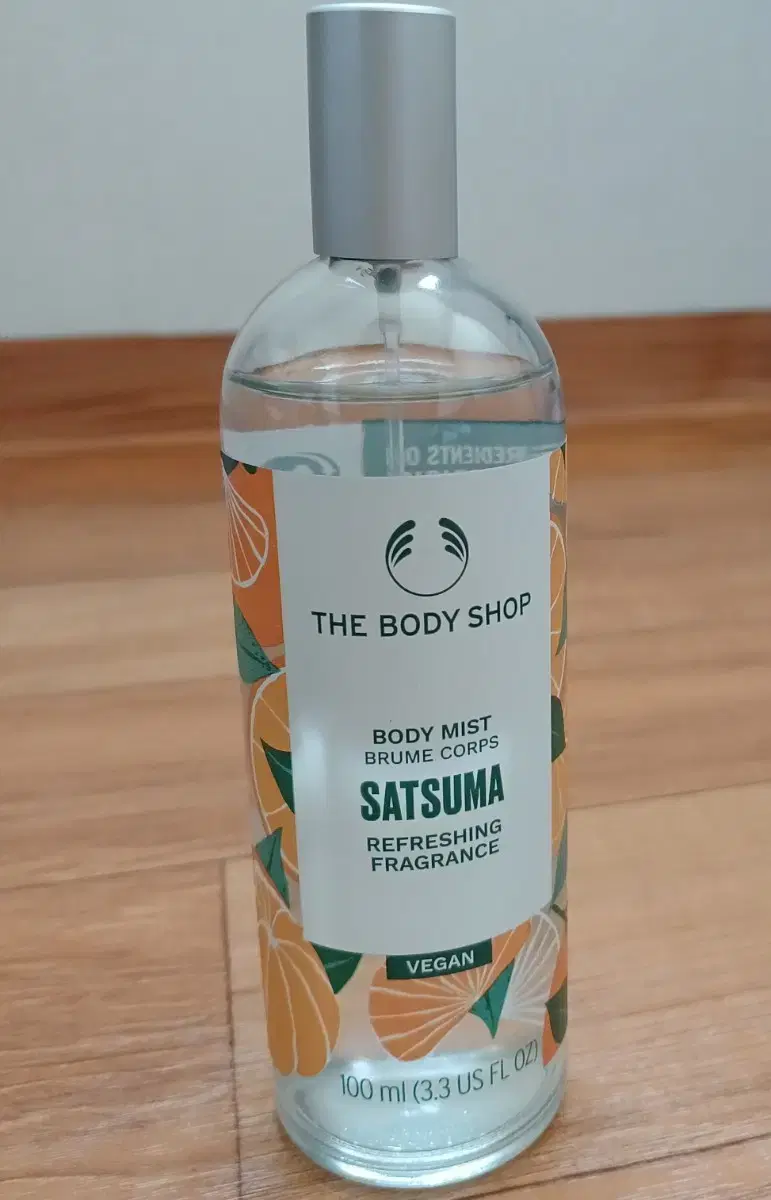 THE BODY SHOP
BODY MIST
BRUME CORPS
SATSUMA
REFRESHING
FRAGRANCE
VEGAN
100 ml (3.3 US FL OZ)